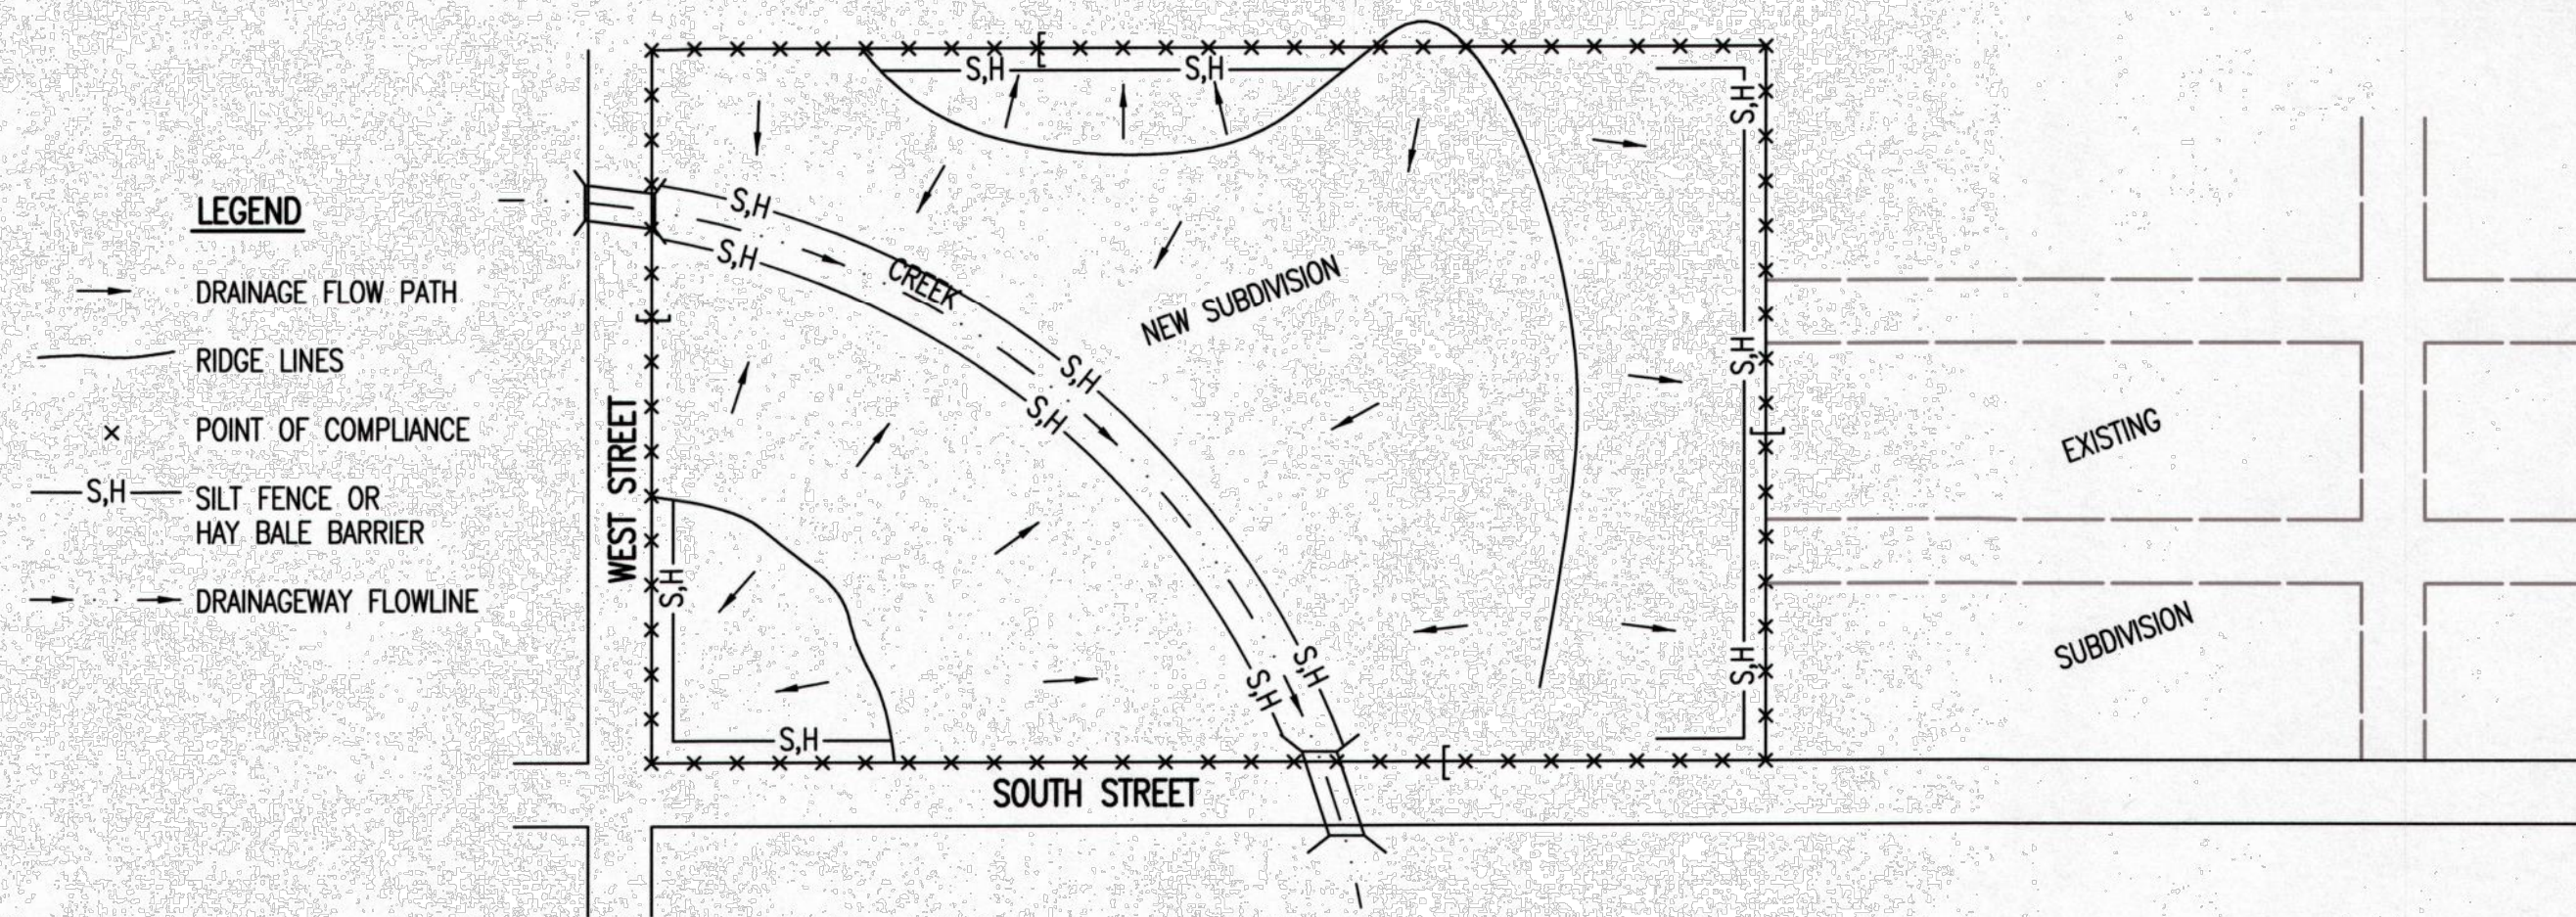 LEGEND
DRAINAGE FLOW PATH
RIDGE LINES
POINT OF COMPLIANCE
S,H
SILT FENCE OR
HAY BALE BARRIER
DRAINAGEWAY FLOWLINE
WEST STREET
S,H
S,H
S,H
S,H
CREEK
NEW SUBDIVISION
S,H
S,H
S,H
S,H
S,H
S,H
S,H
S,H
S,H
S,H
SOUTH STREET
EXISTING
SUBDIVISION